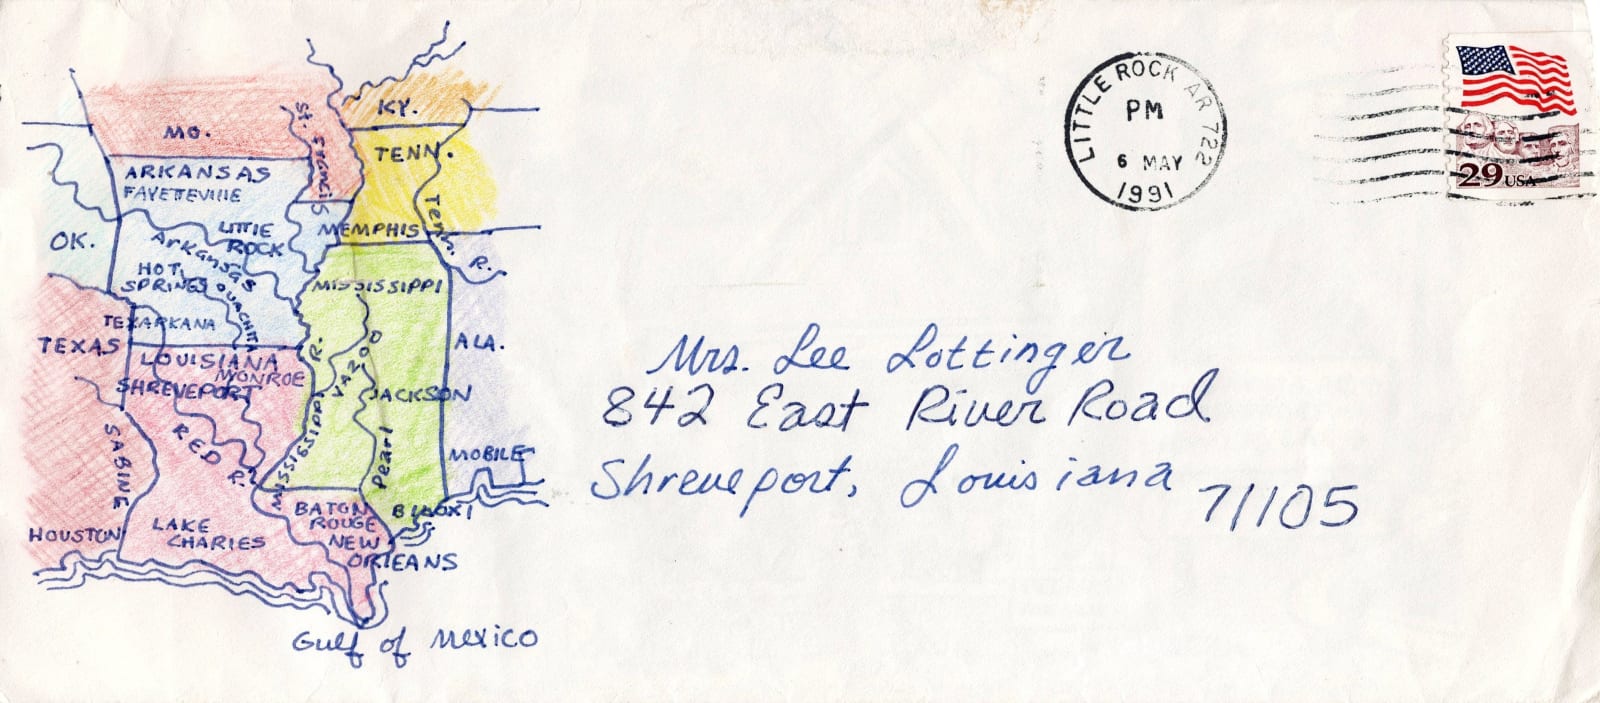 KY.
MO.
St. Francis
TENN.
ARKANSAS
FAYETTEVILLE
Tenn. R.
LITTLE
ROCK
MEMPHIS
OK.
Arkansas
HOT
SPRINGS
OUACHITA
MISSISSIPPI
TEXARKANA
TEXAS
ALA.
LOUISIANA
MONROE
SHREVEPORT
YAZOO
JACKSON
MISSISSIPPI R.
RED R.
SABINE
Pearl
MOBILE
BATON
ROUGE
BILOXI
LAKE
CHARLES
HOUSTON
NEW
ORLEANS
Gulf of Mexico
LITTLE ROCK AR 722
PM
6 MAY
1991
29 USA
Mrs. Lee Lottinger
842 East River Road
Shreveport, Louisiana 71105